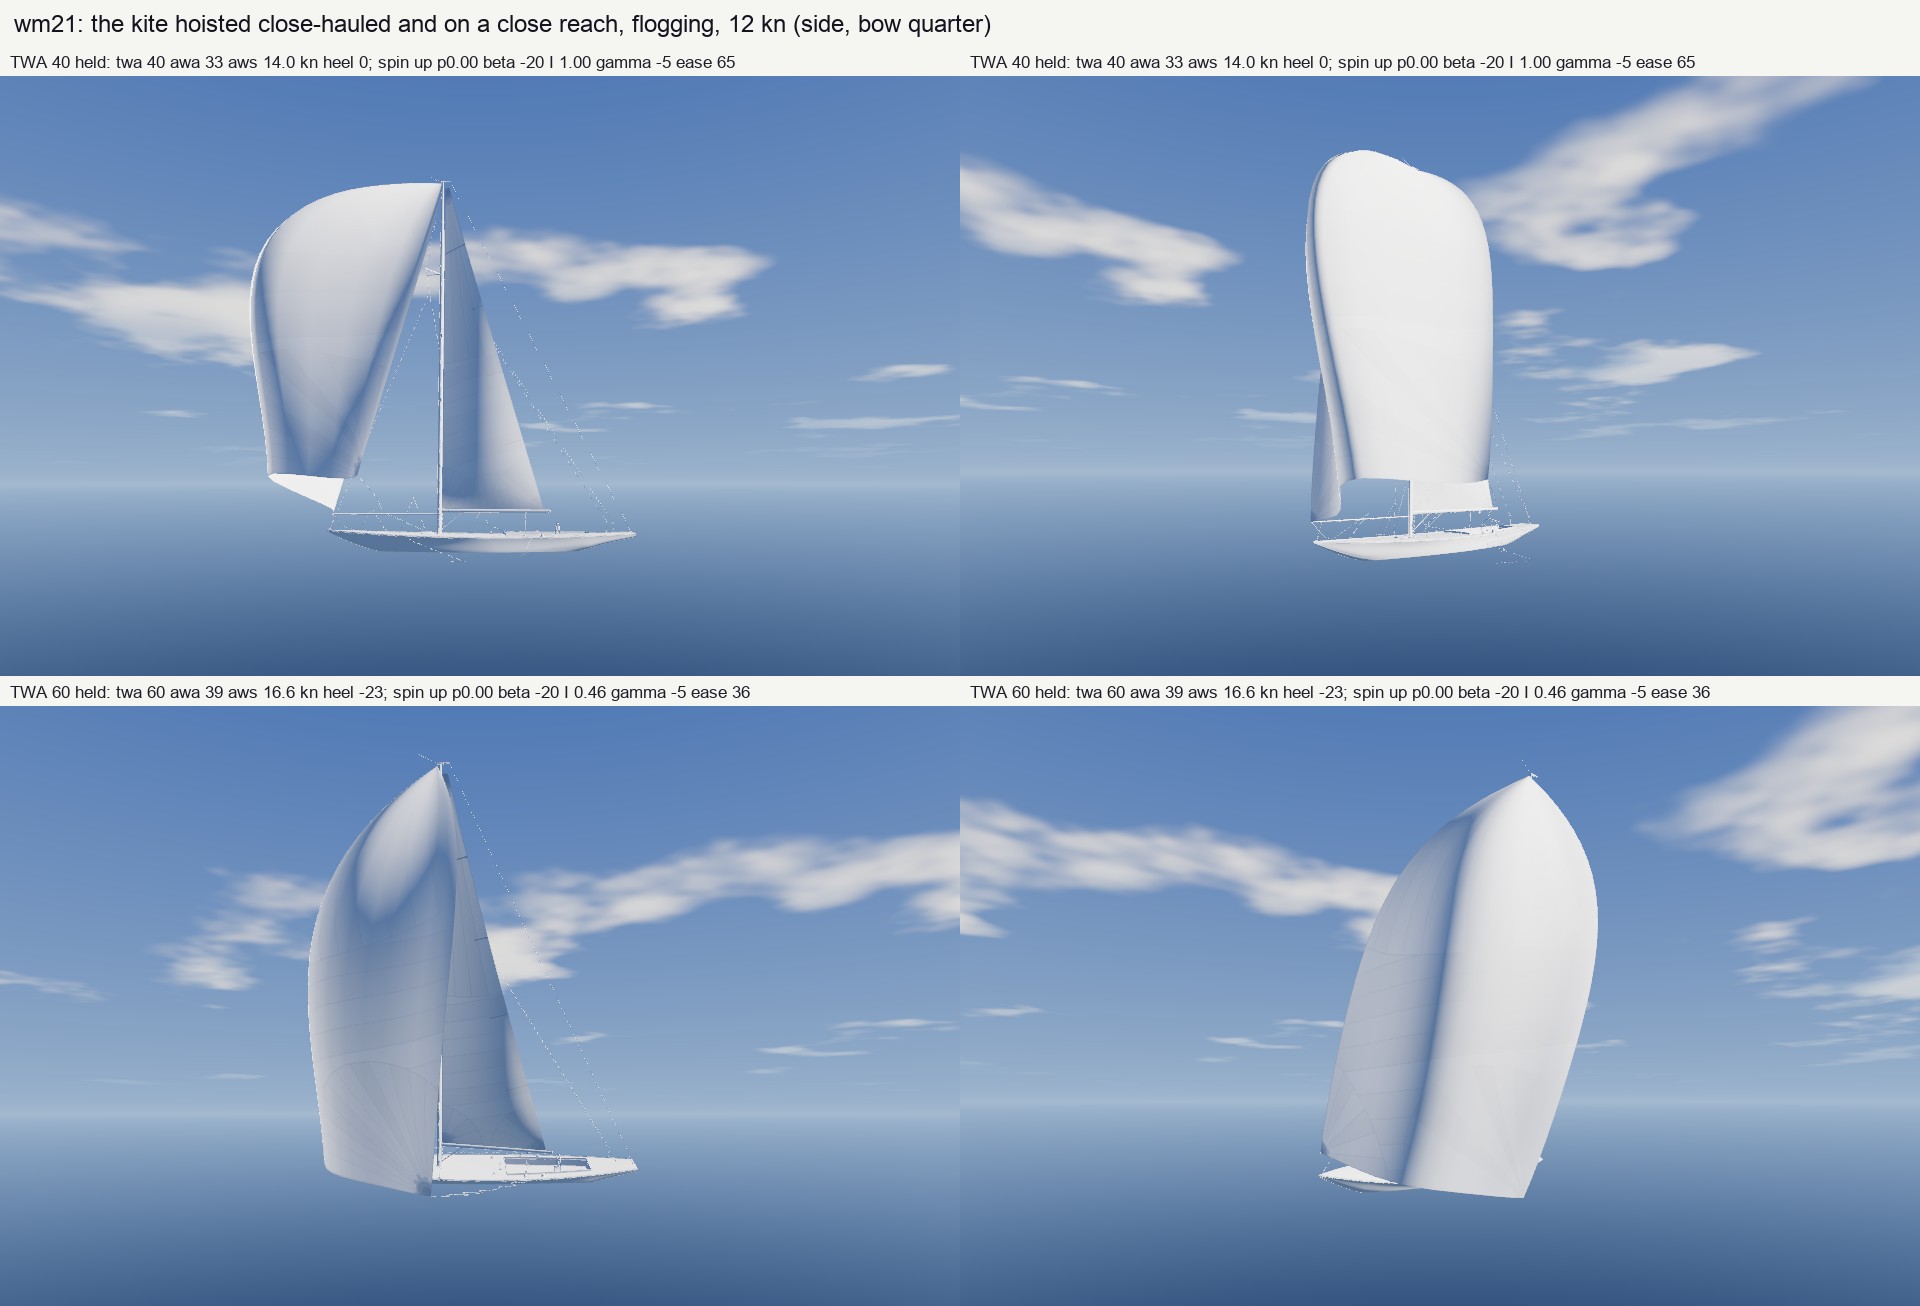 wm21: the kite hoisted close-hauled and on a close reach, flogging, 12 kn (side, bow quarter)
TWA 40 held: twa 40 awa 33 aws 14.0 kn heel 0; spin up p0.00 beta -20 l 1.00 gamma -5 ease 65
TWA 40 held: twa 40 awa 33 aws 14.0 kn heel 0; spin up p0.00 beta -20 l 1.00 gamma -5 ease 65
TWA 60 held: twa 60 awa 39 aws 16.6 kn heel -23; spin up p0.00 beta -20 l 0.46 gamma -5 ease 36
TWA 60 held: twa 60 awa 39 aws 16.6 kn heel -23; spin up p0.00 beta -20 l 0.46 gamma -5 ease 36